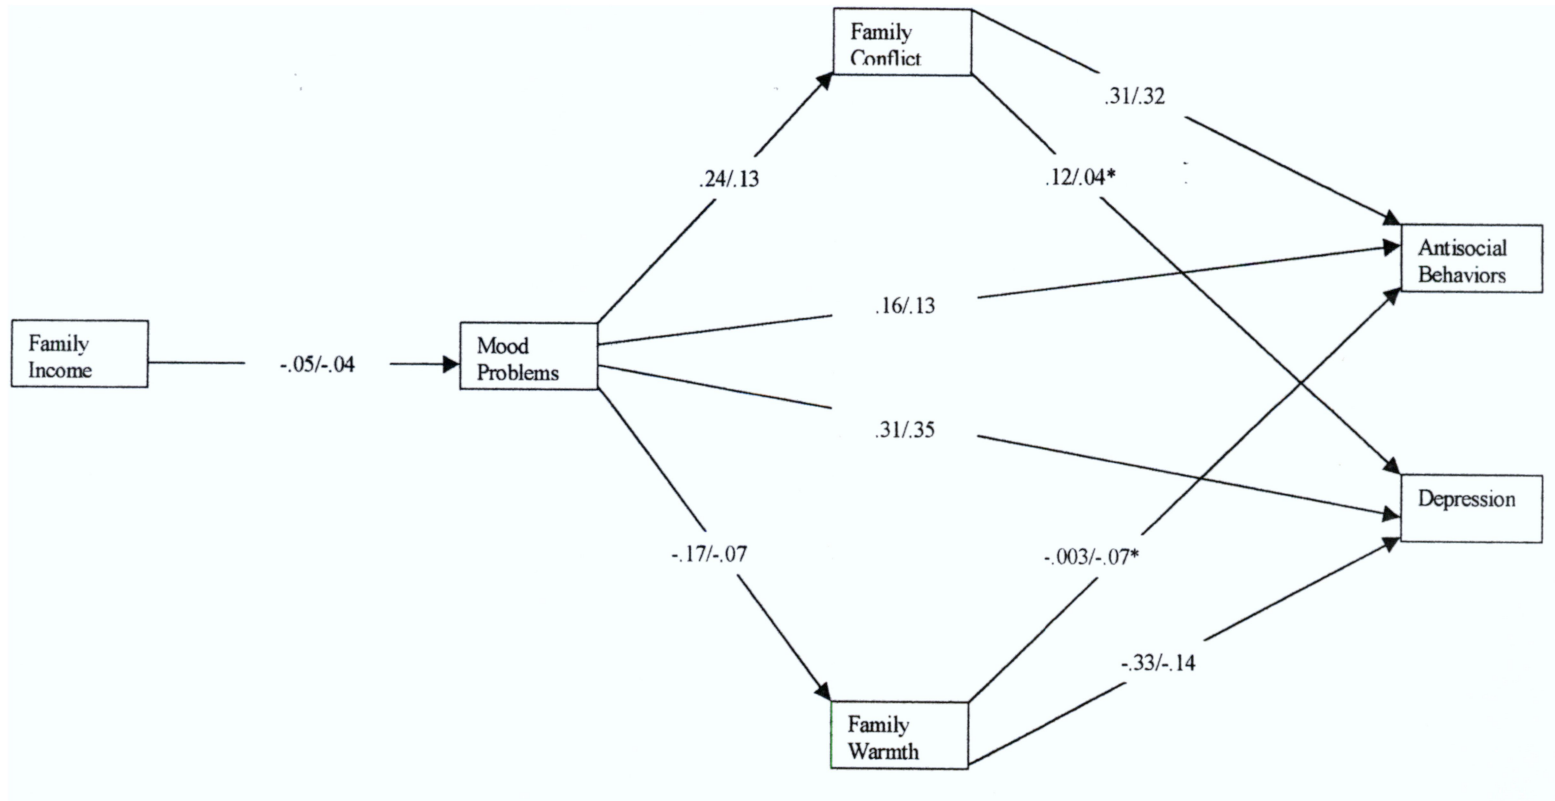 Family
Conflict
.31/.32
.24/.13
.12/.04*
Antisocial
Behaviors
.16/.13
Family
Income
-.05/-.04
Mood
Problems
.31/.35
Depression
-.17/-.07
-.003/-.07*
-.33/-.14
Family
Warmth